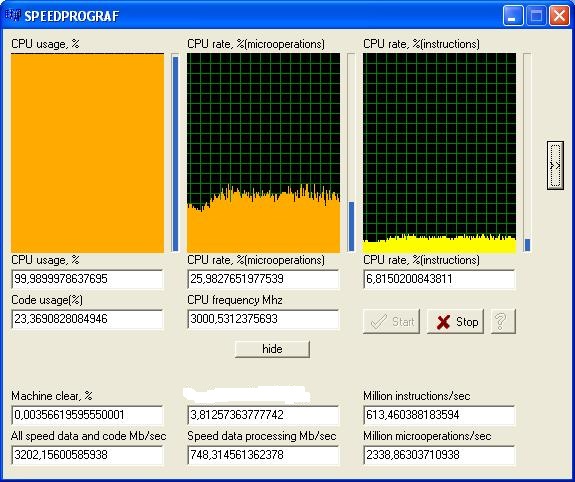 SPEEDPROGRAF
CPU usage, % CPU rate, %(microoperations) CPU rate, %(instructions)
>>
CPU usage, % CPU rate, %(microoperations) CPU rate, %(instructions)
99,9899978637695 25,9827651977539 6,8150200843811
Code usage(%) CPU frequency Mhz
23,3690828084946 3000,5312375693 Start Stop ?
hide
Machine clear, % Million instructions/sec
0,00356619595550001 3,81257363777742 613,460388183594
All speed data and code Mb/sec Speed data processing Mb/sec Million microoperations/sec
3202,15600585938 748,314561362378 2338,86303710938